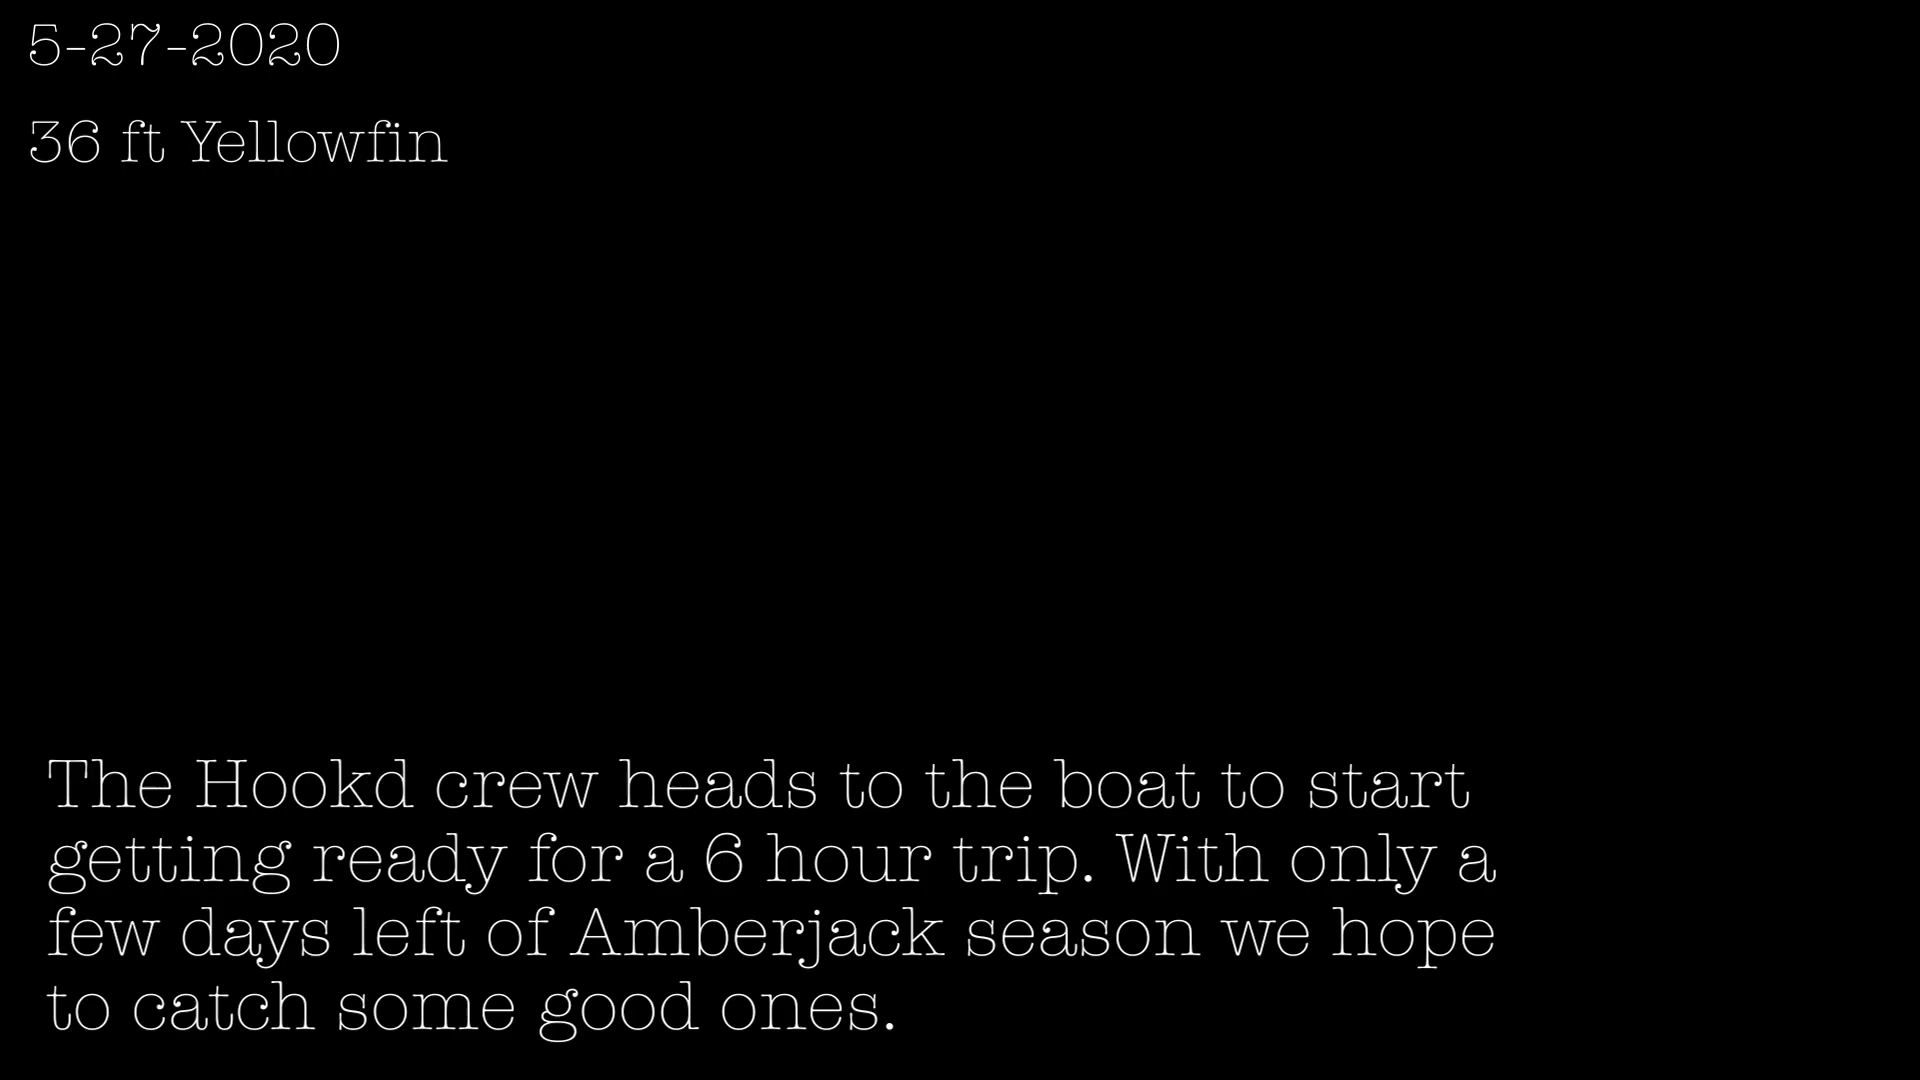 5-27-2020
36 ft Yellowfin
The Hookd crew heads to the boat to start
getting ready for a 6 hour trip. With only a
few days left of Amberjack season we hope
to catch some good ones.